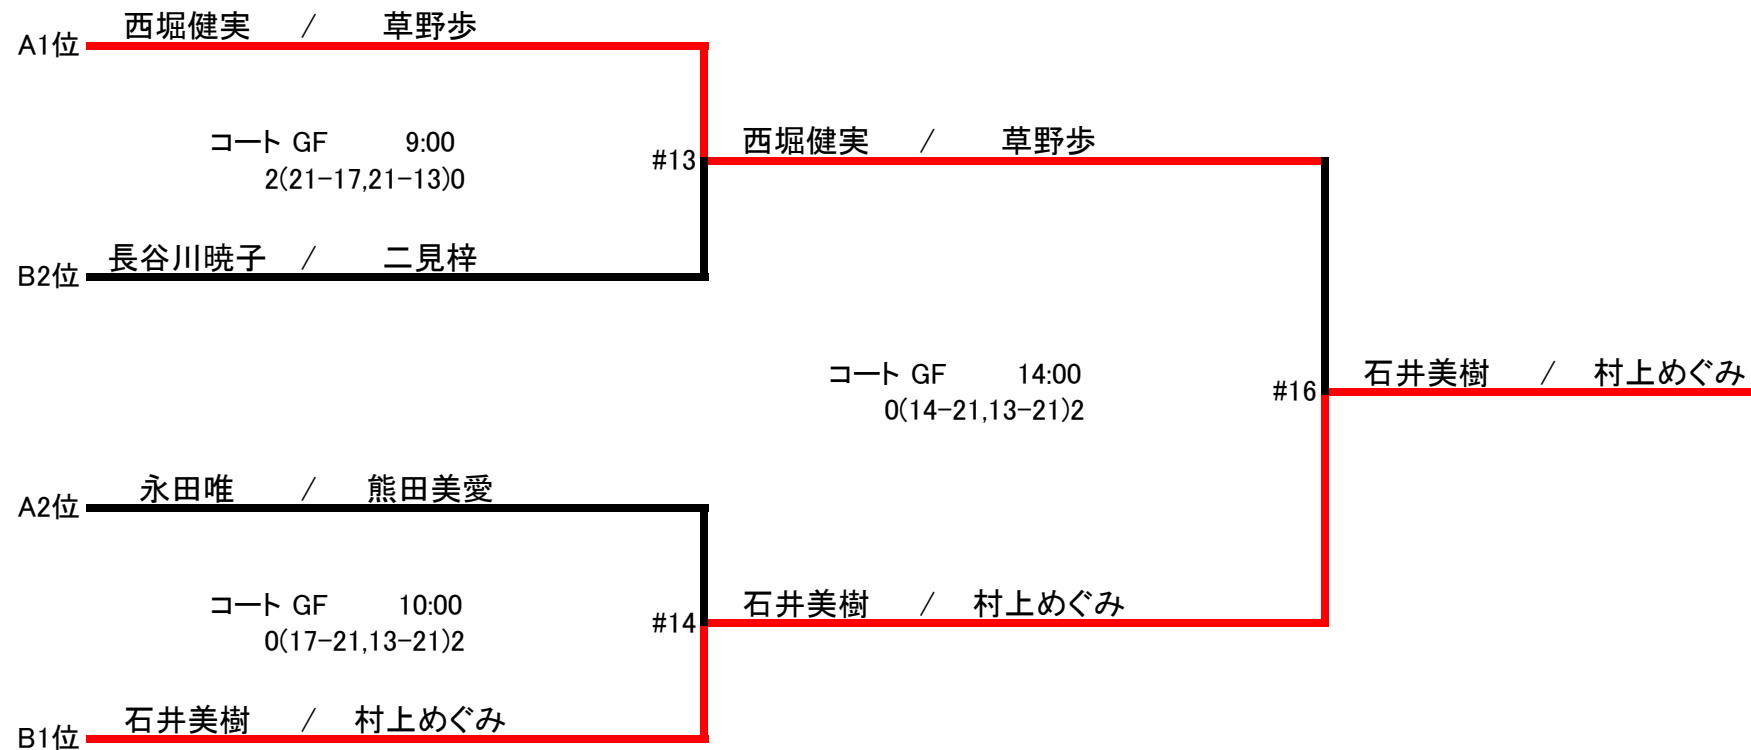 A1位 西堀健実 / 草野歩
コート GF 9:00
2(21-17,21-13)0
#13
西堀健実 / 草野歩
B2位 長谷川暁子 / 二見梓
コート GF 14:00
0(14-21,13-21)2
#16
石井美樹 / 村上めぐみ
A2位 永田唯 / 熊田美愛
コート GF 10:00
0(17-21,13-21)2
#14
石井美樹 / 村上めぐみ
B1位 石井美樹 / 村上めぐみ